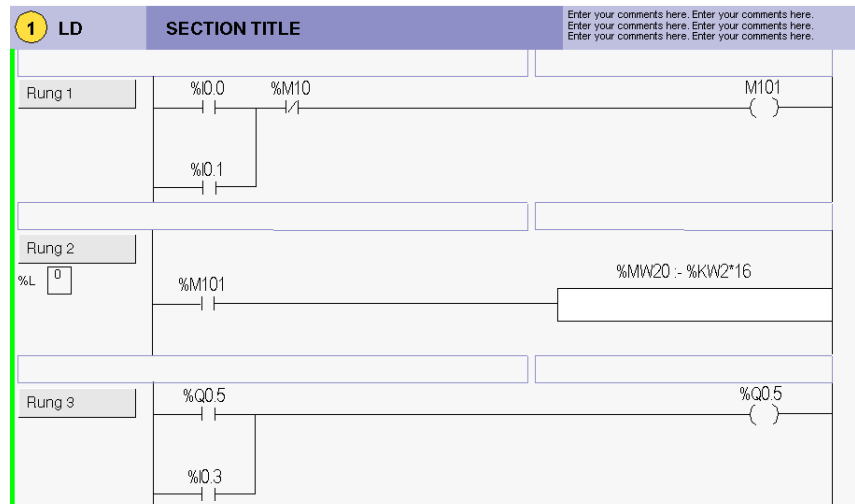 1 LD SECTION TITLE
Enter your comments here. Enter your comments here.
Enter your comments here. Enter your comments here.
Enter your comments here. Enter your comments here.
Rung 1
%I0.0 %M10 M101
%I0.1
Rung 2
%L 0
%M101
%MW20 :- %KW2*16
Rung 3
%Q0.5 %Q0.5
%I0.3